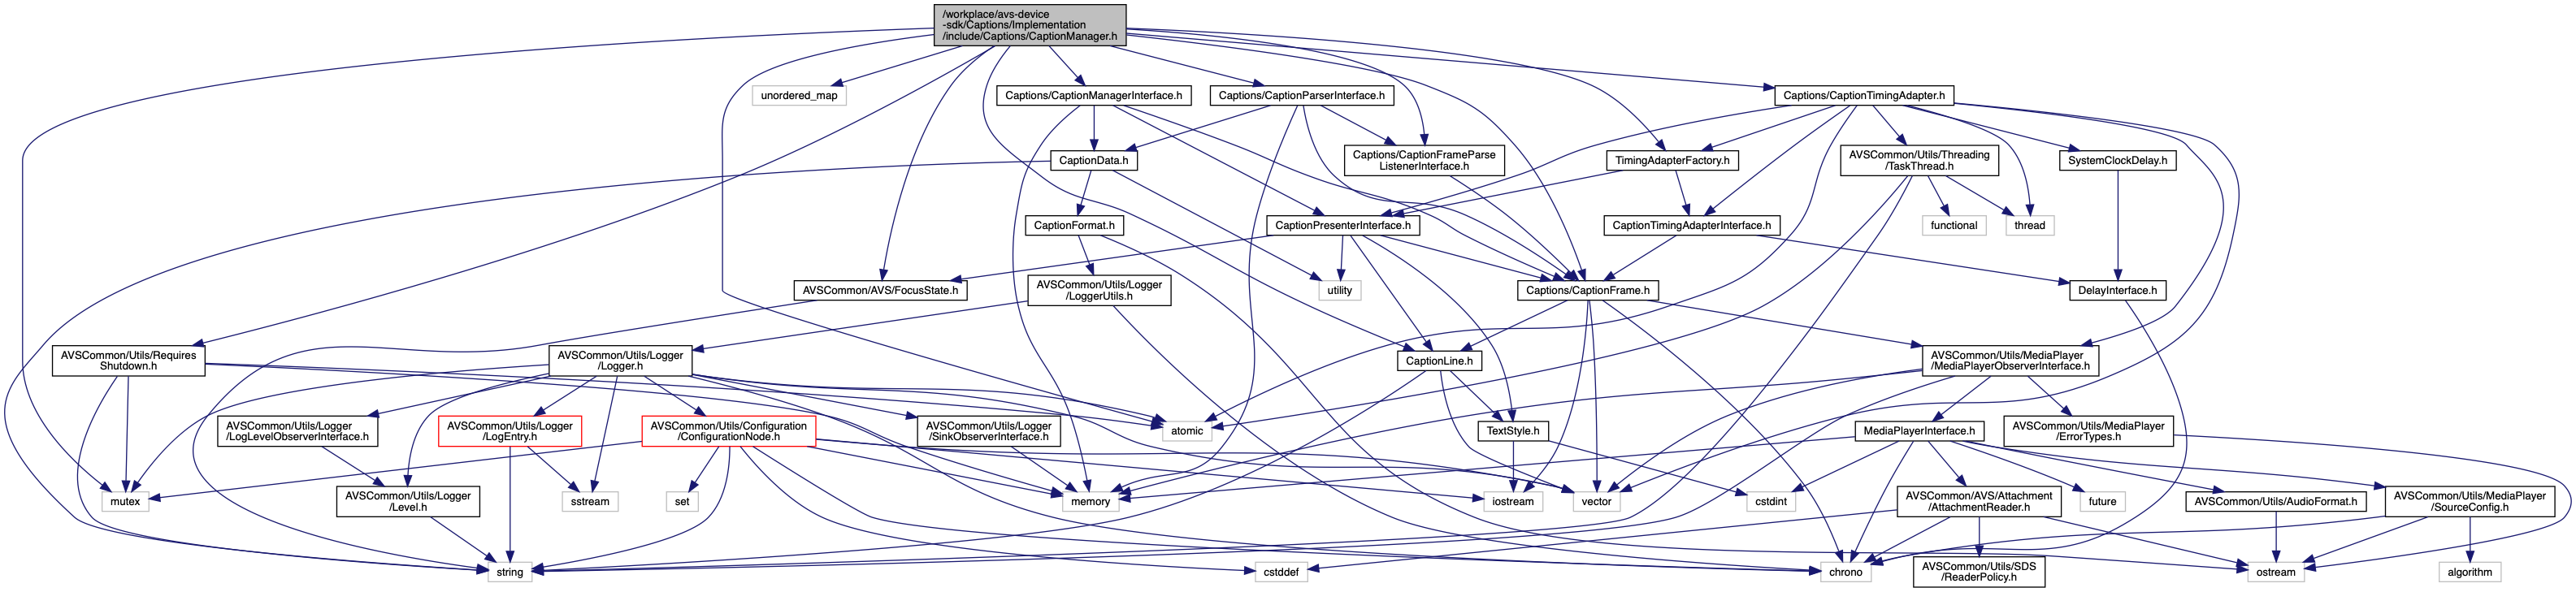 /workplace/avs-device
-sdk/Captions/Implementation
/include/Captions/CaptionManager.h
unordered_map
Captions/CaptionManagerInterface.h
Captions/CaptionParserInterface.h
Captions/CaptionTimingAdapter.h
CaptionData.h
Captions/CaptionFrameParse
ListenerInterface.h
TimingAdapterFactory.h
AVSCommon/Utils/Threading
/TaskThread.h
SystemClockDelay.h
CaptionFormat.h
CaptionPresenterInterface.h
CaptionTimingAdapterInterface.h
functional
thread
AVSCommon/AVS/FocusState.h
AVSCommon/Utils/Logger
/LoggerUtils.h
utility
Captions/CaptionFrame.h
DelayInterface.h
AVSCommon/Utils/Requires
Shutdown.h
AVSCommon/Utils/Logger
/Logger.h
CaptionLine.h
AVSCommon/Utils/MediaPlayer
/MediaPlayerObserverInterface.h
AVSCommon/Utils/Logger
/LogLevelObserverInterface.h
AVSCommon/Utils/Logger
/LogEntry.h
AVSCommon/Utils/Configuration
/ConfigurationNode.h
AVSCommon/Utils/Logger
/SinkObserverInterface.h
atomic
TextStyle.h
MediaPlayerInterface.h
AVSCommon/Utils/MediaPlayer
/ErrorTypes.h
mutex
AVSCommon/Utils/Logger
/Level.h
sstream
set
memory
iostream
vector
cstdint
AVSCommon/AVS/Attachment
/AttachmentReader.h
future
AVSCommon/Utils/AudioFormat.h
AVSCommon/Utils/MediaPlayer
/SourceConfig.h
string
cstddef
chrono
AVSCommon/Utils/SDS
/ReaderPolicy.h
ostream
algorithm